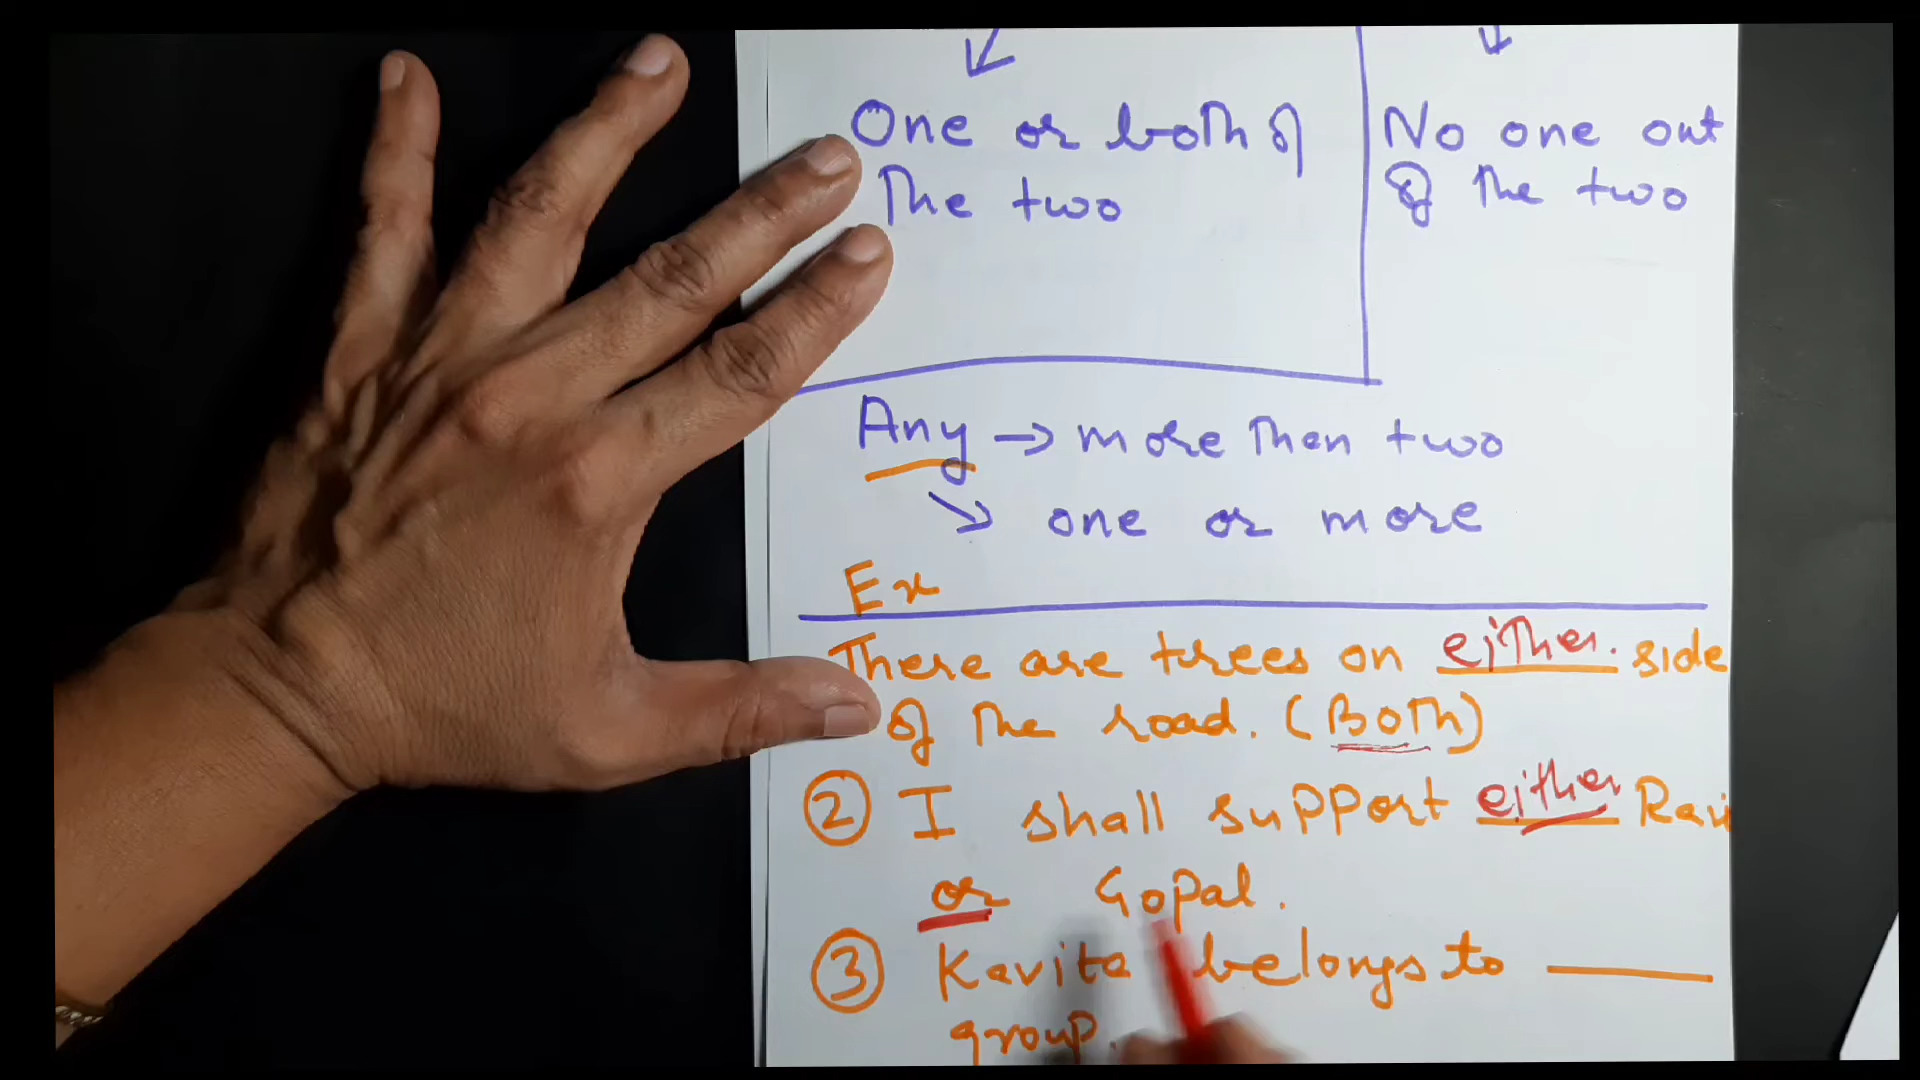 One or both of
the two
No one out
of the two
Any → more then two
↘ one or more
Ex
There are trees on either. side
of the road. (Both)
② I shall support either Ravi
or Gopal.
③ Kavita belongs to ______
group.